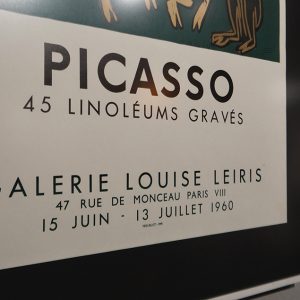 PICASSO
45 LINOLÉUMS GRAVÉS
GALERIE LOUISE LEIRIS
47 RUE DE MONCEAU PARIS VIII
15 JUIN - 13 JUILLET 1960